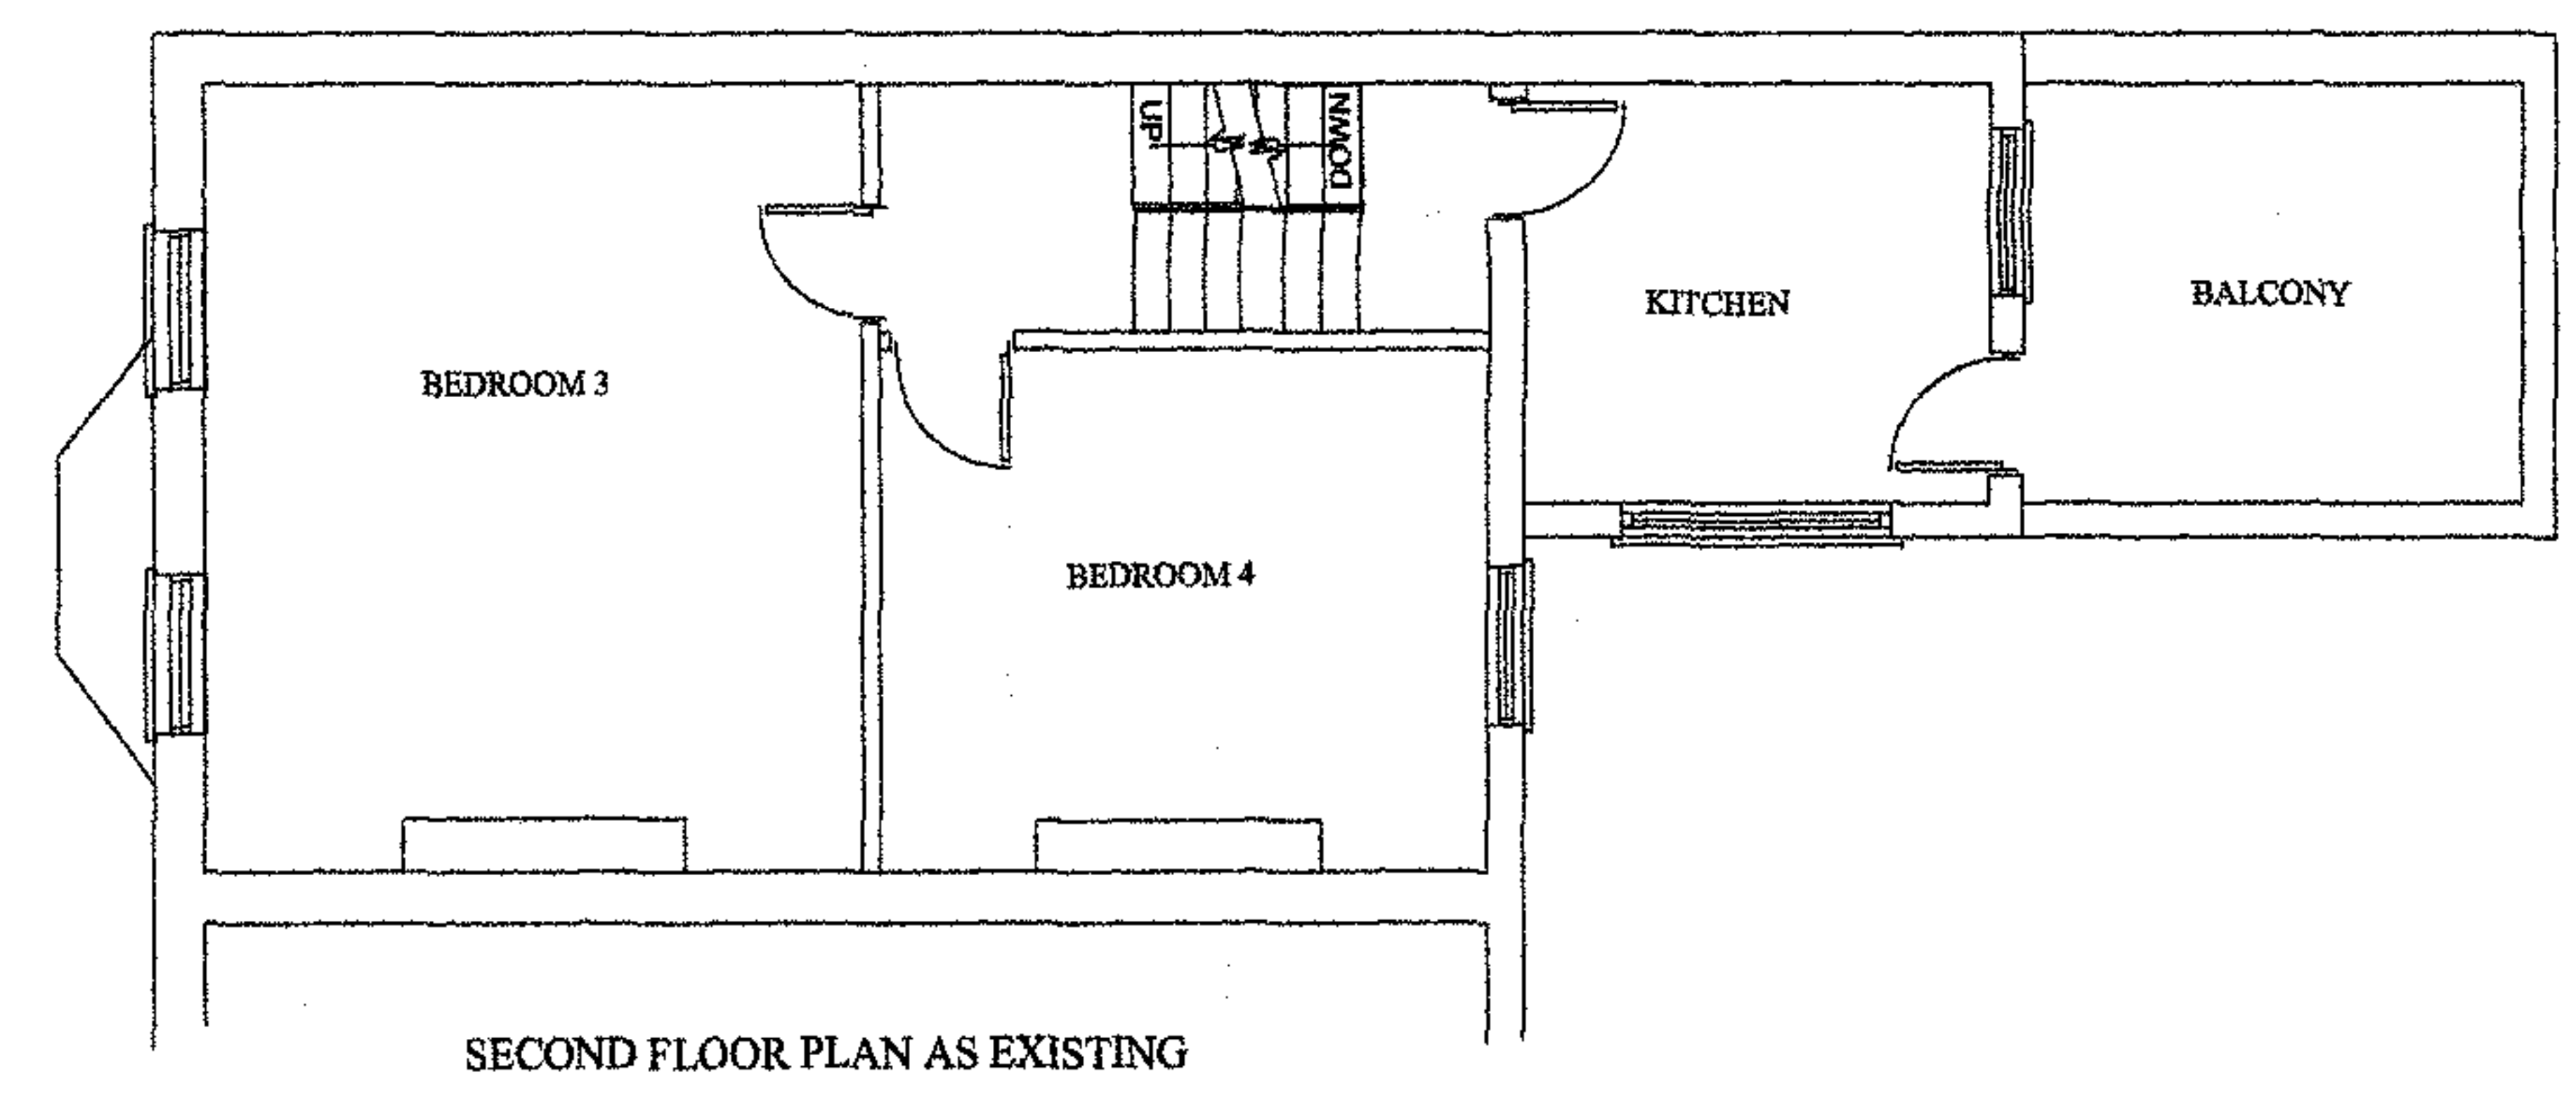 UP
DOWN
KITCHEN
BALCONY
BEDROOM 3
BEDROOM 4
SECOND FLOOR PLAN AS EXISTING